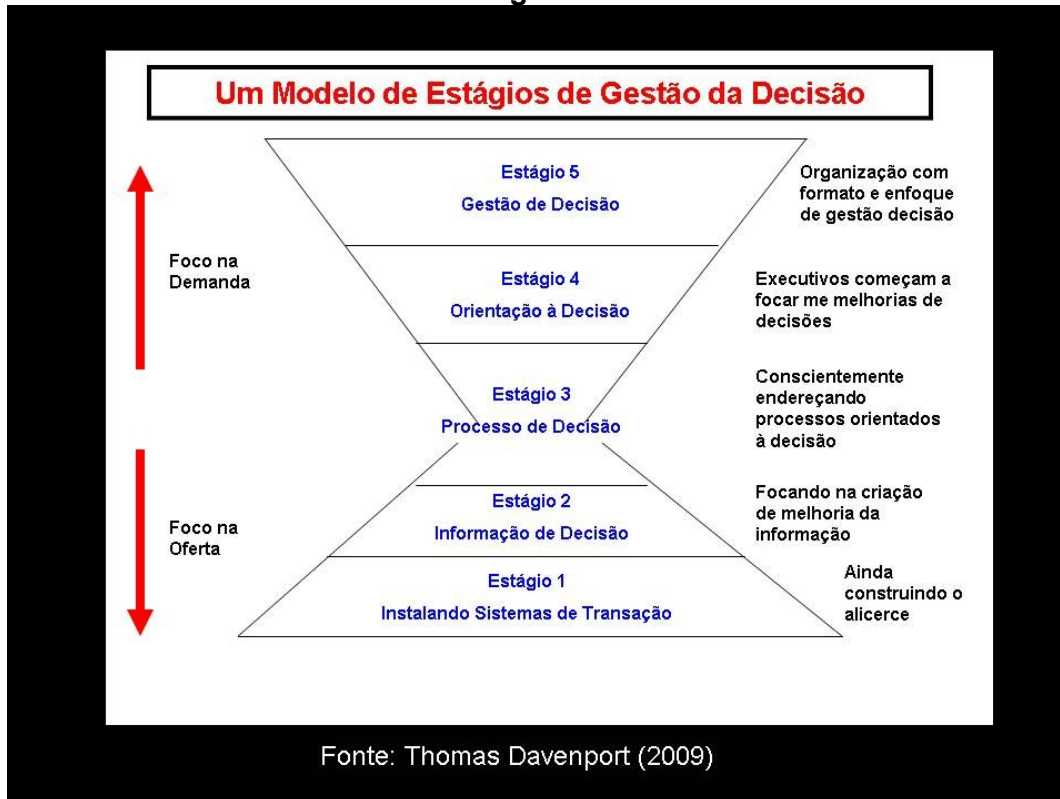 Um Modelo de Estágios de Gestão da Decisão
Estágio 5
Gestão de Decisão
Organização com
formato e enfoque
de gestão decisão
Foco na
Demanda
Estágio 4
Orientação à Decisão
Executivos começam a
focar me melhorias de
decisões
Estágio 3
Processo de Decisão
Conscientemente
endereçando
processos orientados
à decisão
Foco na
Oferta
Estágio 2
Informação de Decisão
Focando na criação
de melhoria da
informação
Estágio 1
Instalando Sistemas de Transação
Ainda
construindo o
alicerce
Fonte: Thomas Davenport (2009)